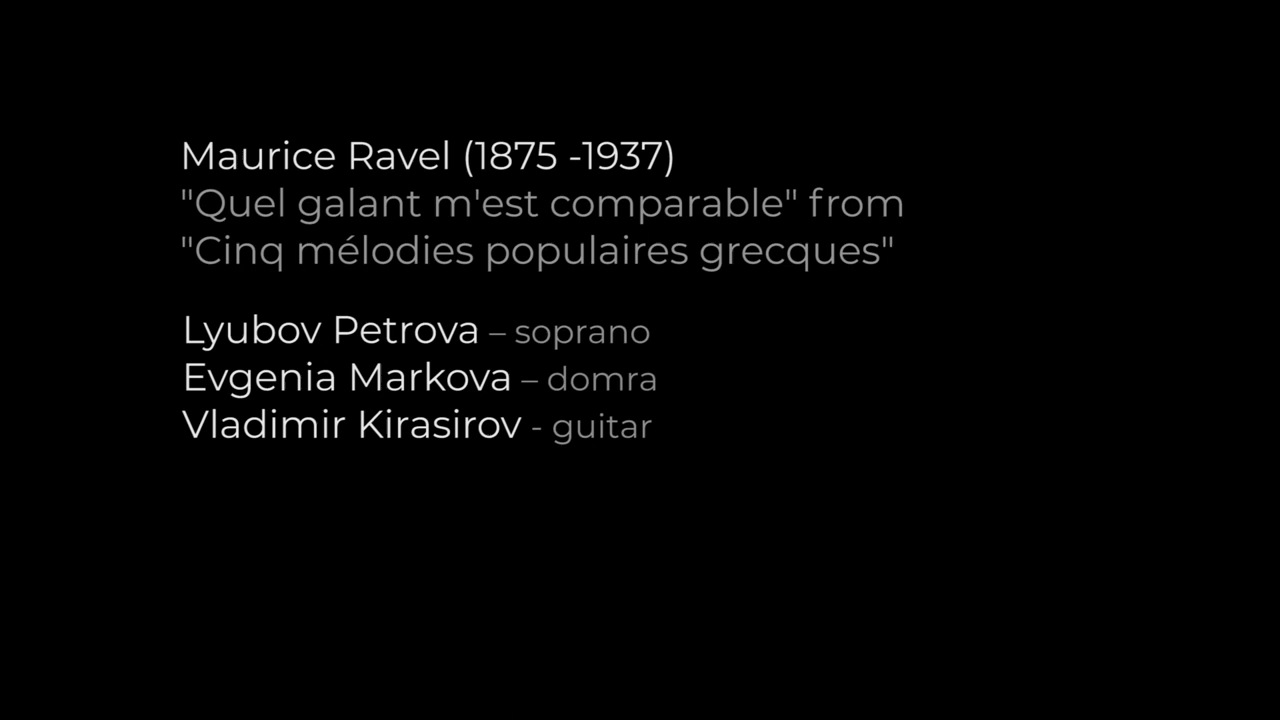 Maurice Ravel (1875 -1937)
"Quel galant m'est comparable" from
"Cinq mélodies populaires grecques"
Lyubov Petrova – soprano
Evgenia Markova – domra
Vladimir Kirasirov - guitar